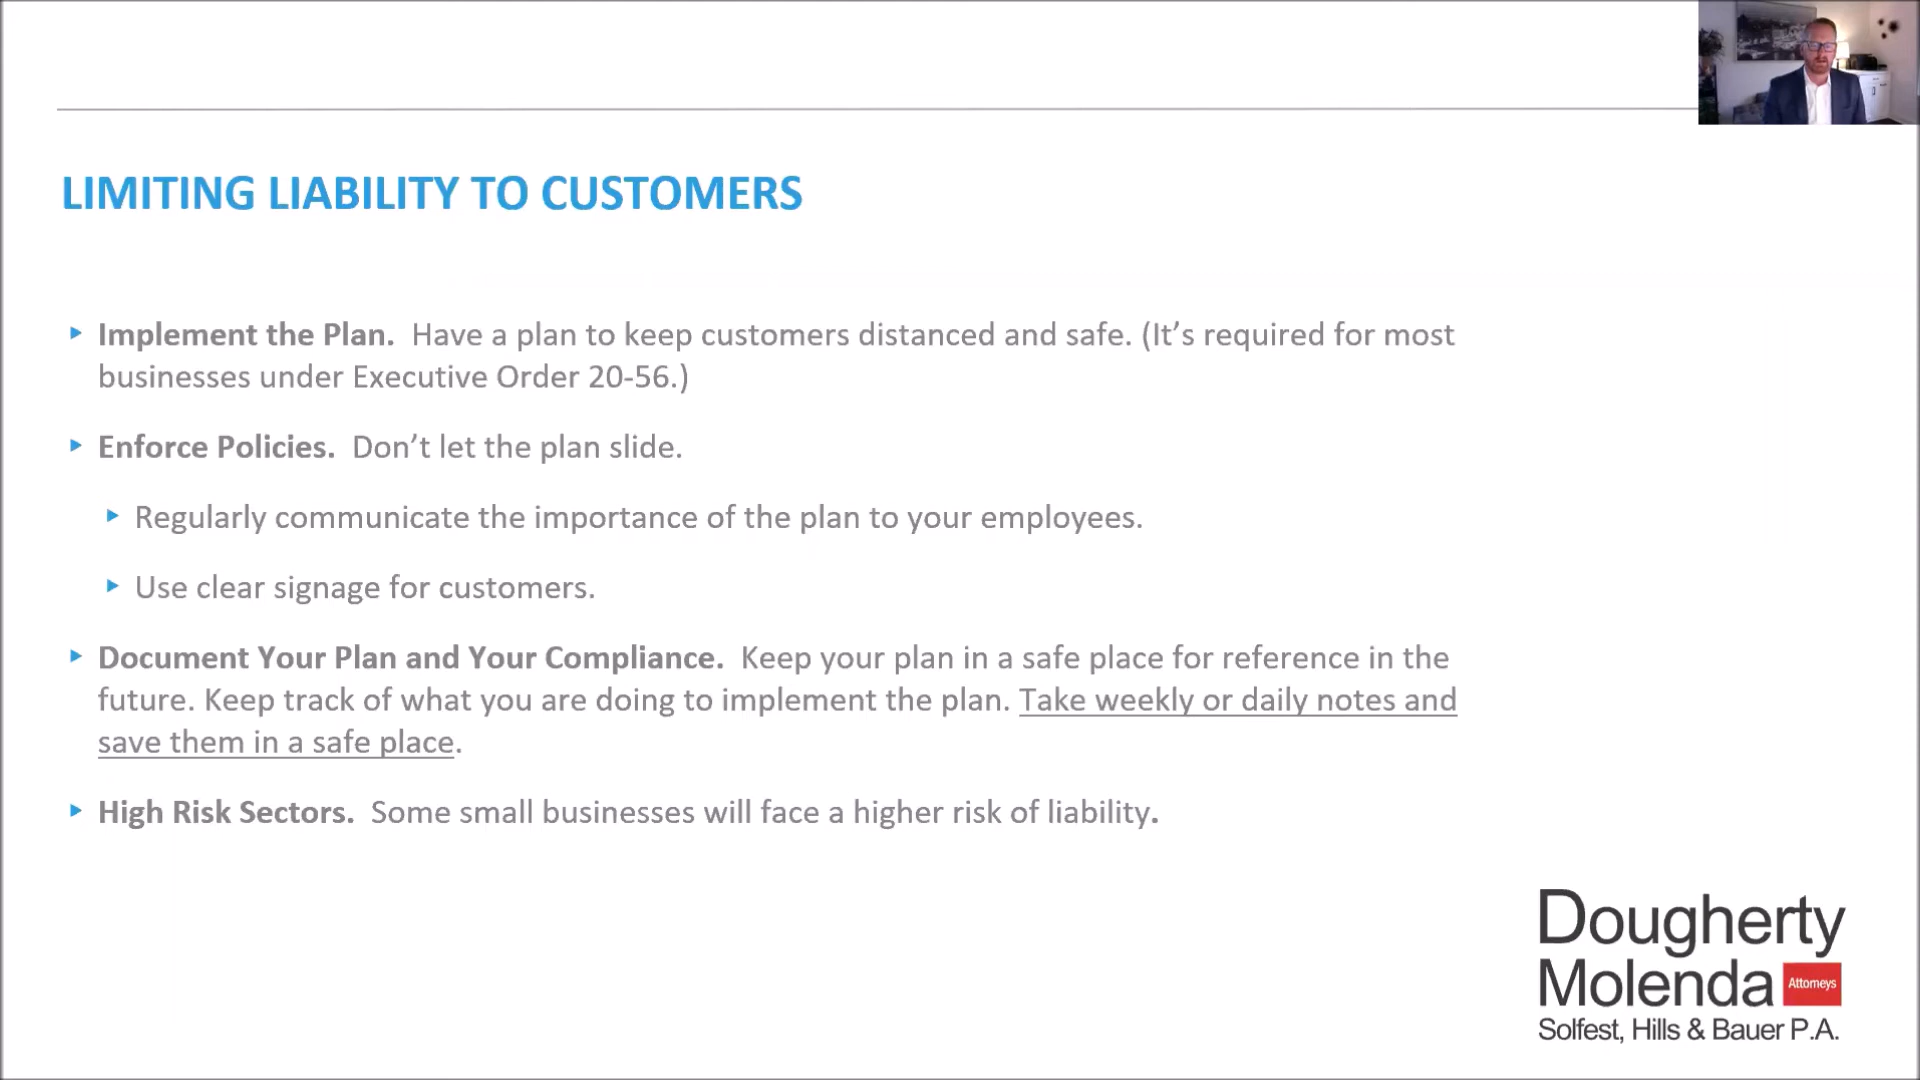 LIMITING LIABILITY TO CUSTOMERS
Implement the Plan. Have a plan to keep customers distanced and safe. (It’s required for most
businesses under Executive Order 20-56.)
Enforce Policies. Don’t let the plan slide.
Regularly communicate the importance of the plan to your employees.
Use clear signage for customers.
Document Your Plan and Your Compliance. Keep your plan in a safe place for reference in the
future. Keep track of what you are doing to implement the plan. Take weekly or daily notes and
save them in a safe place.
High Risk Sectors. Some small businesses will face a higher risk of liability.
Dougherty
Molenda Attorneys
Solfest, Hills & Bauer P.A.